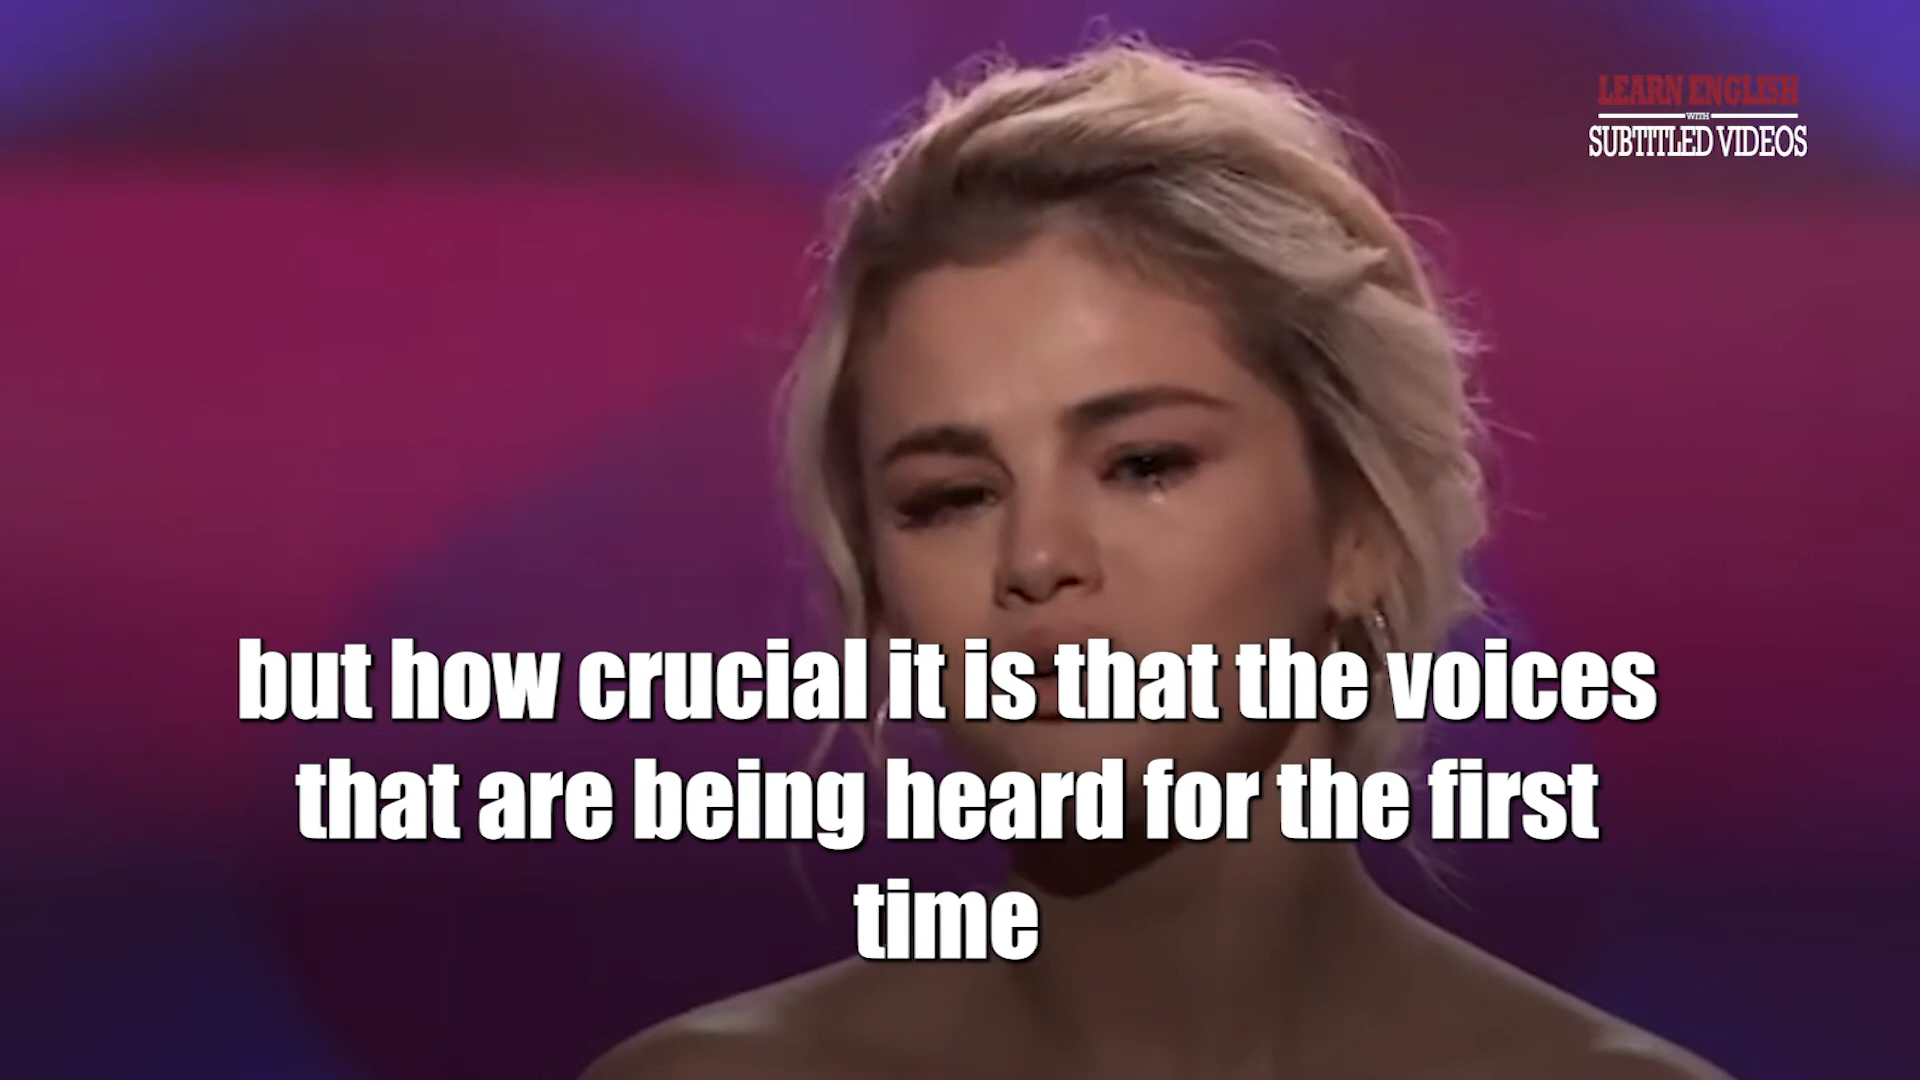 LEARN ENGLISH
WITH
SUBTITLED VIDEOS
but how crucial it is that the voices
that are being heard for the first
time